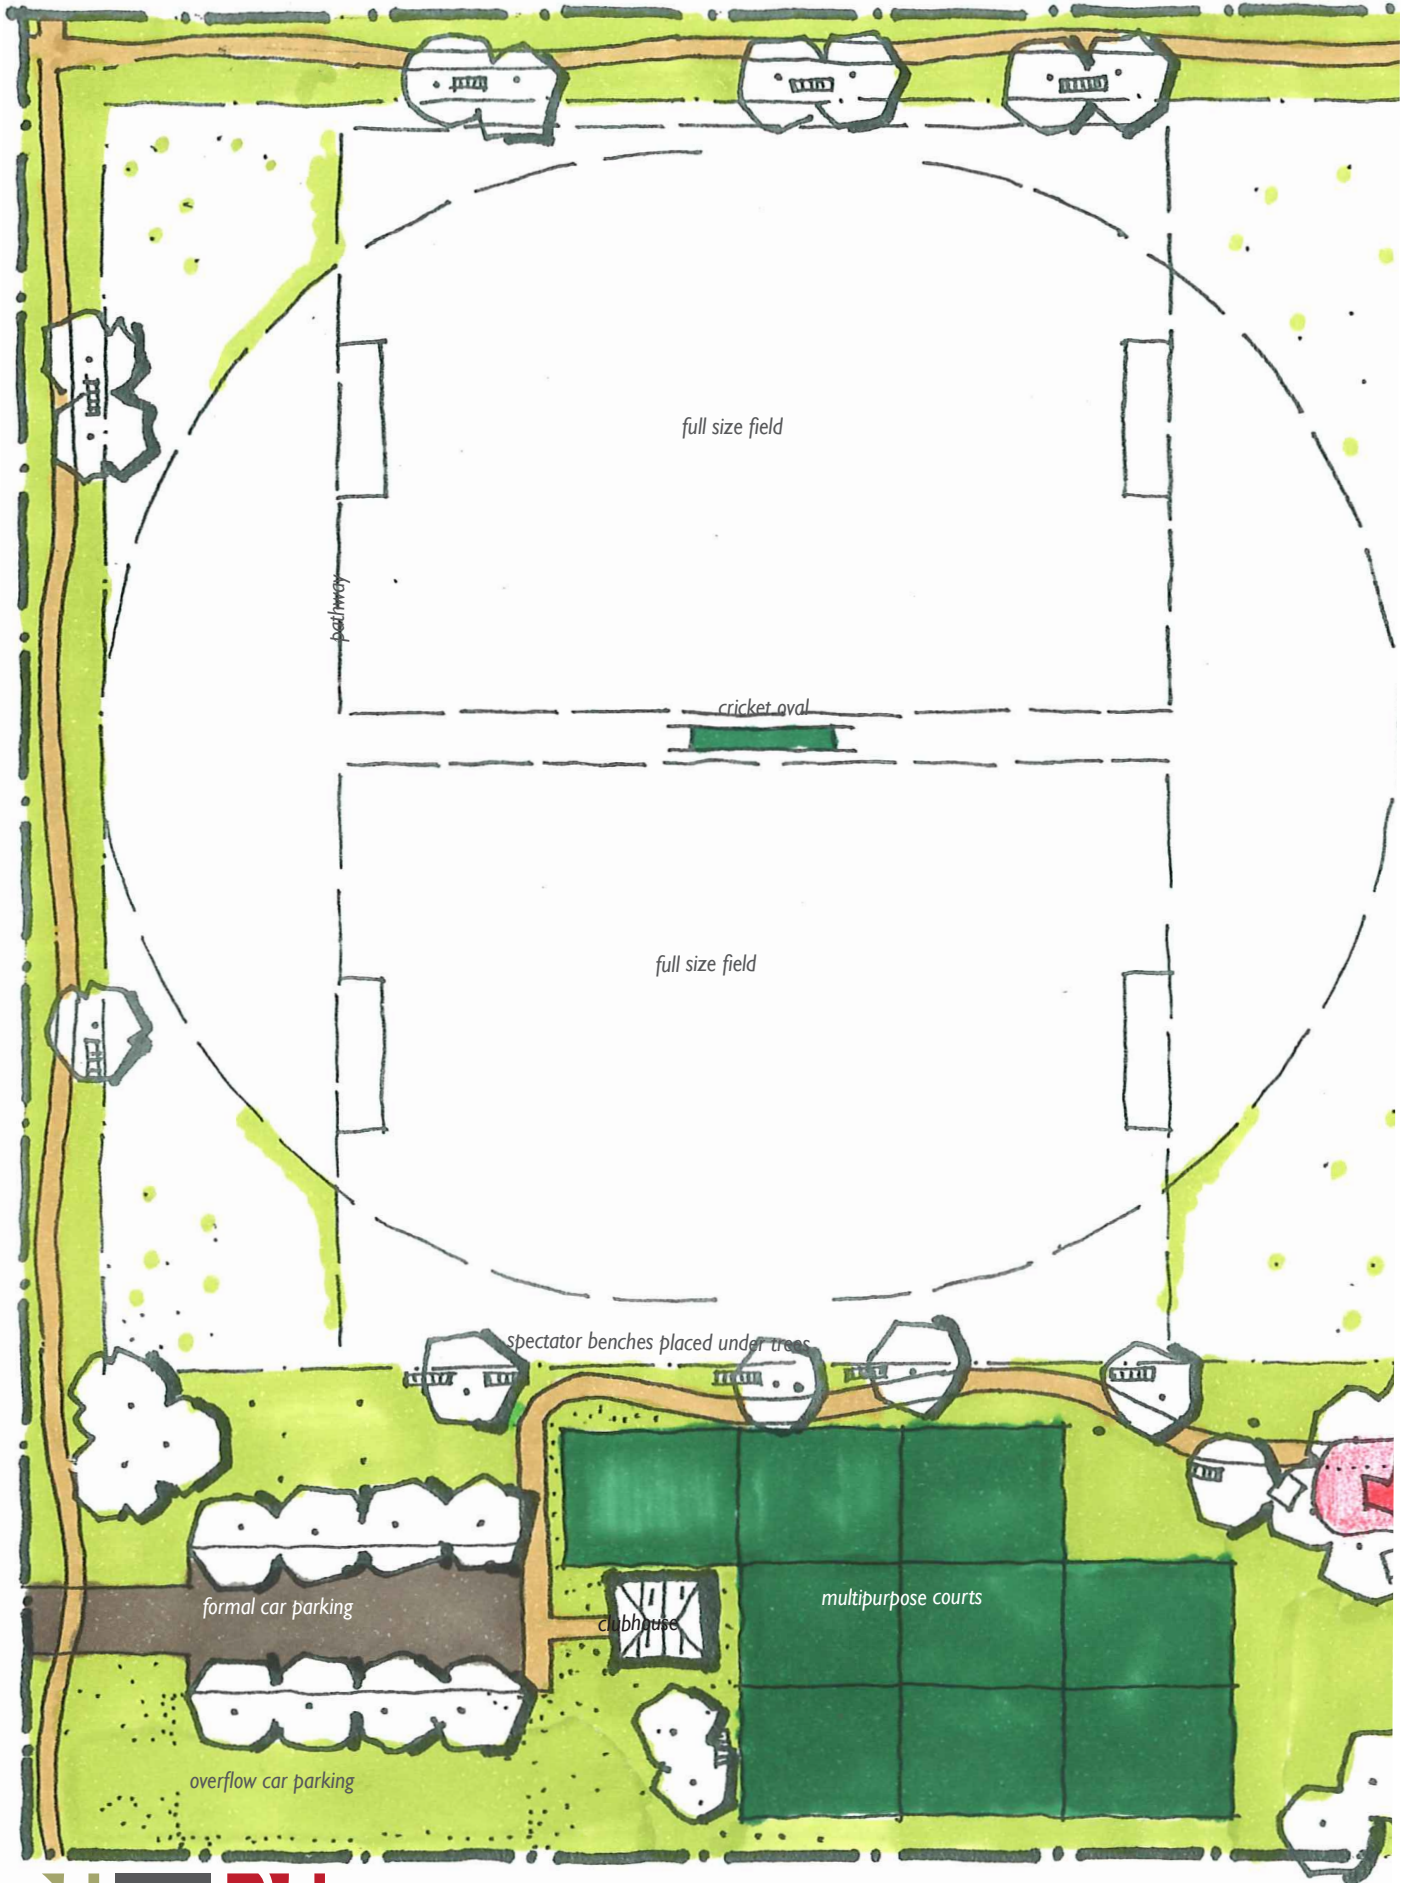 full size field
pathway
cricket oval
full size field
spectator benches placed under trees
formal car parking
multipurpose courts
clubhouse
overflow car parking